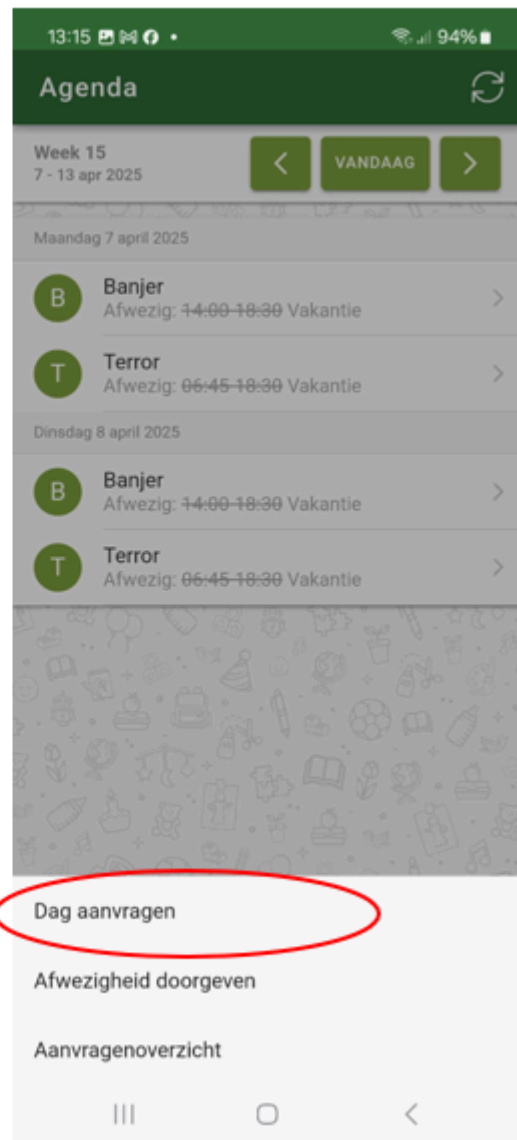 13:15
94%
Agenda
Week 15
7 - 13 apr 2025
VANDAAG
Maandag 7 april 2025
B
Banjer
Afwezig: 14:00-18:30 Vakantie
T
Terror
Afwezig: 06:45-18:30 Vakantie
Dinsdag 8 april 2025
B
Banjer
Afwezig: 14:00-18:30 Vakantie
T
Terror
Afwezig: 06:45-18:30 Vakantie
Dag aanvragen
Afwezigheid doorgeven
Aanvragenoverzicht